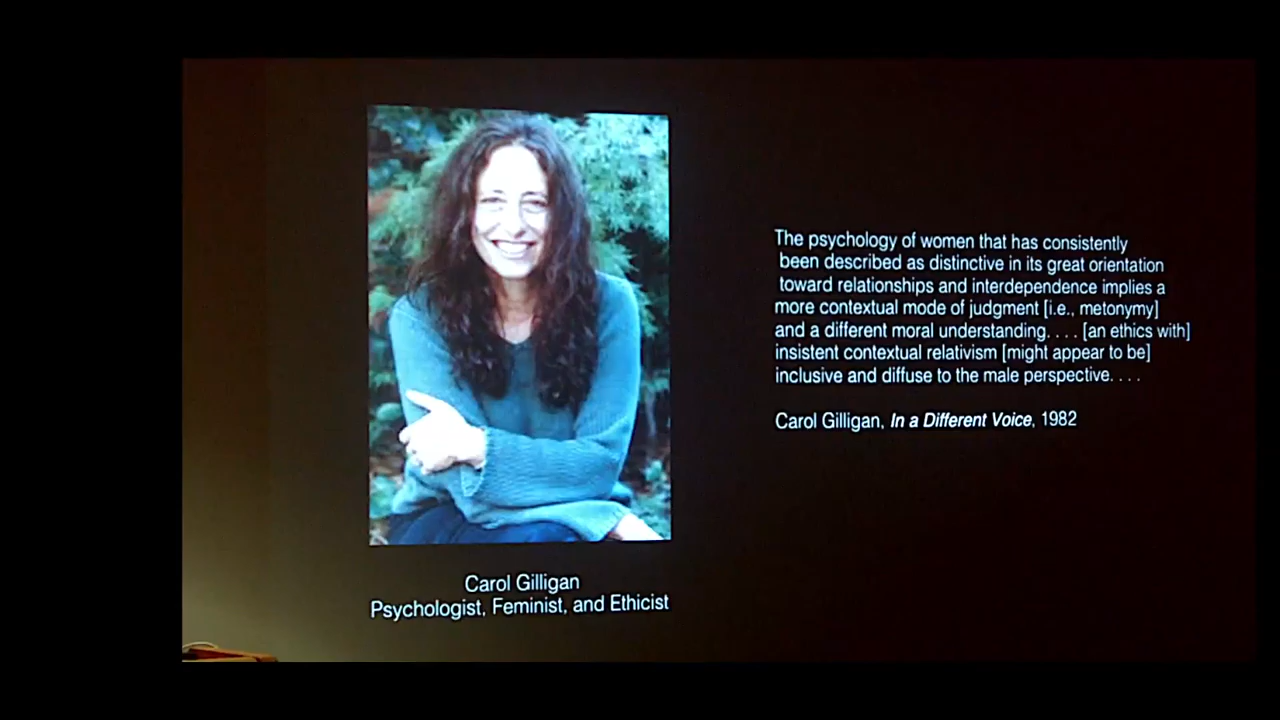 The psychology of women that has consistently
been described as distinctive in its great orientation
toward relationships and interdependence implies a
more contextual mode of judgment [i.e., metonymy]
and a different moral understanding. . . . [an ethics with]
insistent contextual relativism [might appear to be]
inclusive and diffuse to the male perspective. . . .
Carol Gilligan, In a Different Voice, 1982
Carol Gilligan
Psychologist, Feminist, and Ethicist